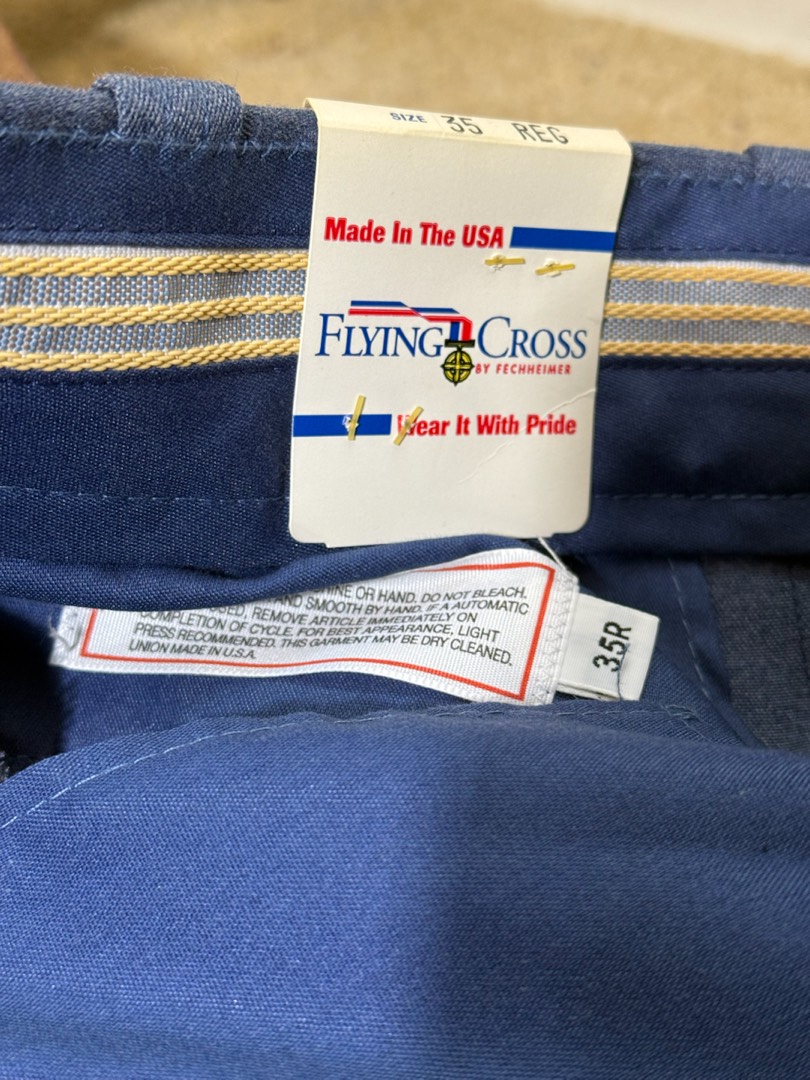 SIZE 35 REG
Made In The USA
FLYING CROSS
BY FECHHEIMER
Wear It With Pride
OR HAND. DO NOT BLEACH.
AND SMOOTH BY HAND. IF A AUTOMATIC
REMOVE ARTICLE IMMEDIATELY ON
COMPLETION OF CYCLE. FOR BEST APPEARANCE, LIGHT
PRESS RECOMMENDED. THIS GARMENT MAY BE DRY CLEANED.
UNION MADE IN U.S.A.
35R